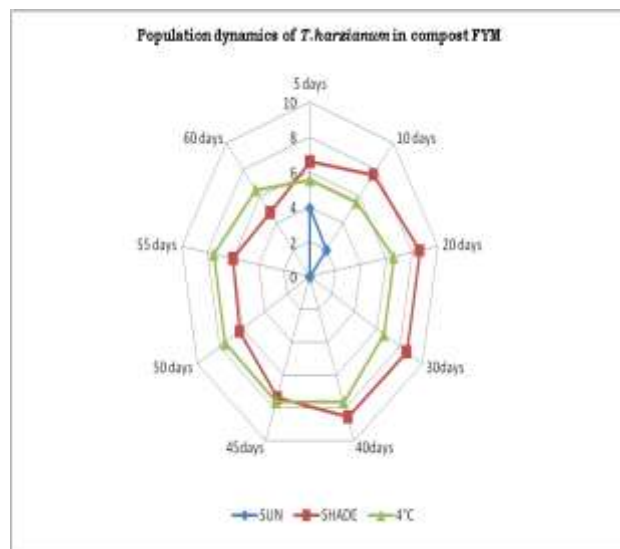 Population dynamics of T.harzianum in compost FYM
5 days
10
60 days
10 days
8
6
4
55 days
20 days
2
0
50 days
30days
45days
40days
SUN SHADE 4°C